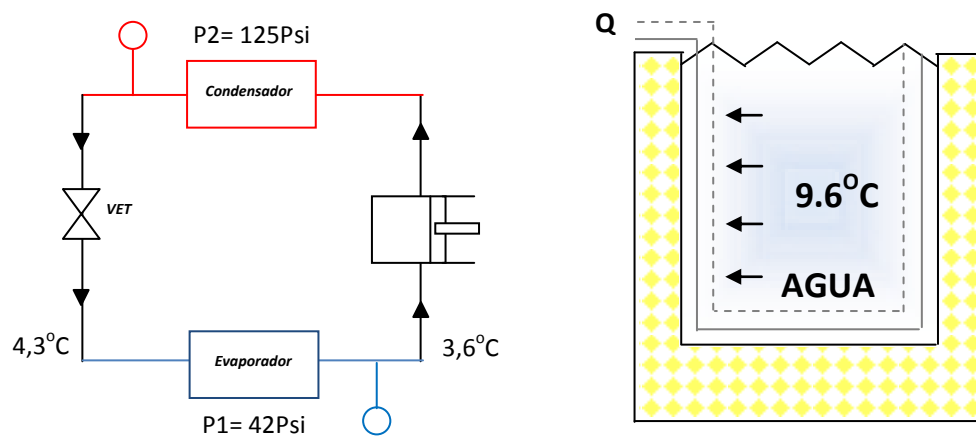 P2= 125Psi
Condensador
VET
4,3°C
Evaporador
3,6°C
P1= 42Psi
Q
9.6°C
AGUA